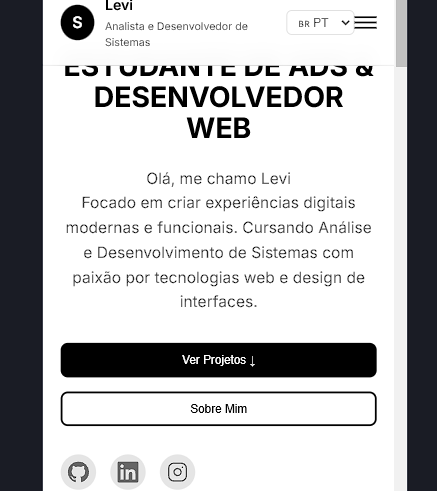 Levi
S
Analista e Desenvolvedor de
Sistemas
BR PT
ESTUDANTE DE ADS &
DESENVOLVEDOR
WEB
Olá, me chamo Levi
Focado em criar experiências digitais
modernas e funcionais. Cursando Análise
e Desenvolvimento de Sistemas com
paixão por tecnologias web e design de
interfaces.
Ver Projetos ↓
Sobre Mim
in